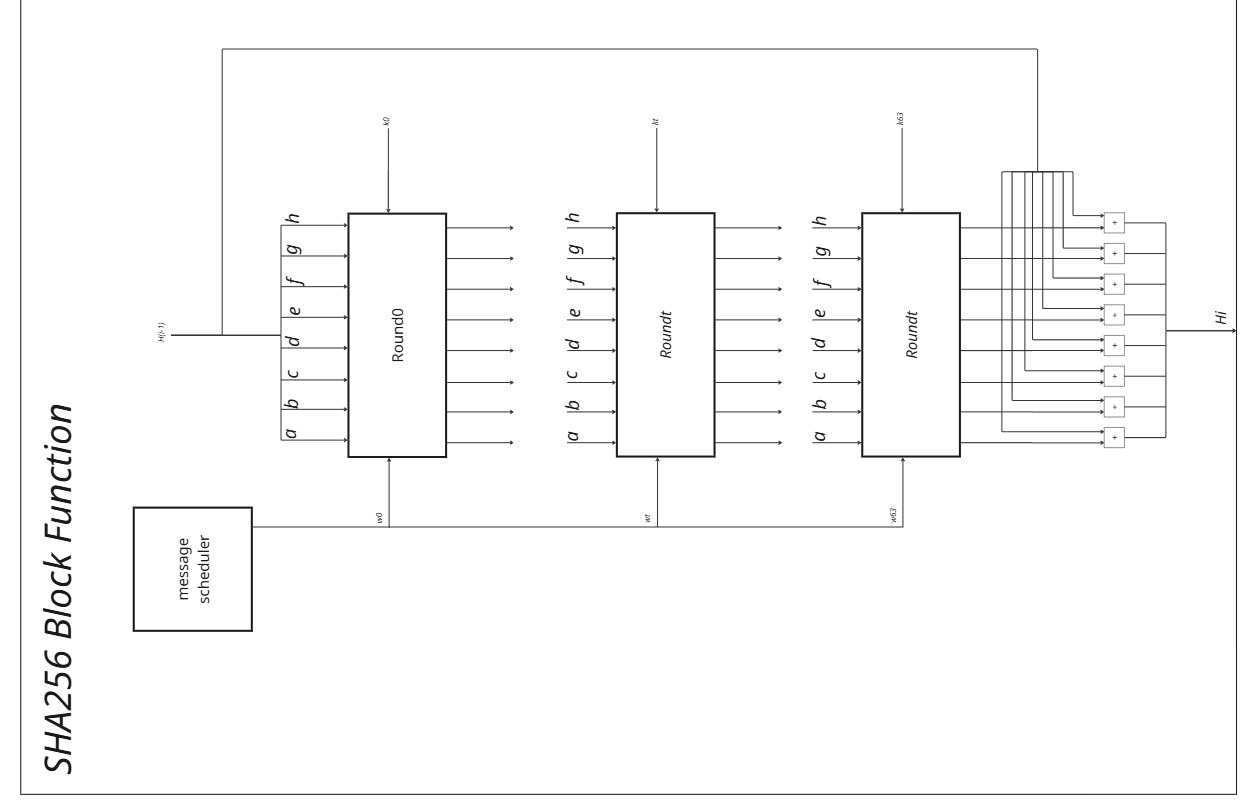 SHA256 Block Function
message
scheduler
H(i-1)
a b c d e f g h
w0
k0
Round0
a b c d e f g h
wt
kt
Roundt
a b c d e f g h
w63
k63
Roundt
+ + + + + + + +
Hi